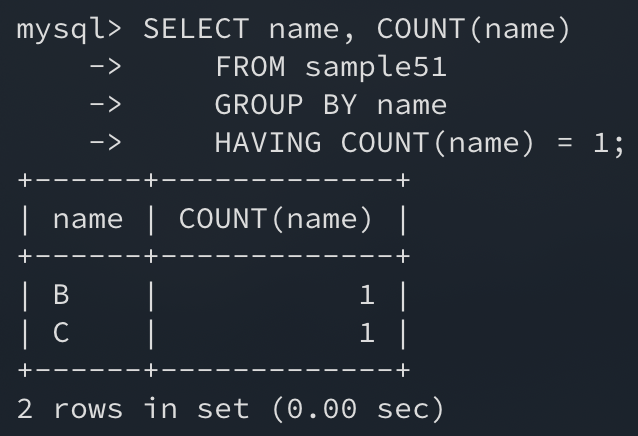 mysql> SELECT name, COUNT(name)
    ->     FROM sample51
    ->     GROUP BY name
    ->     HAVING COUNT(name) = 1;
+------+-------------+
| name | COUNT(name) |
+------+-------------+
| B    |           1 |
| C    |           1 |
+------+-------------+
2 rows in set (0.00 sec)